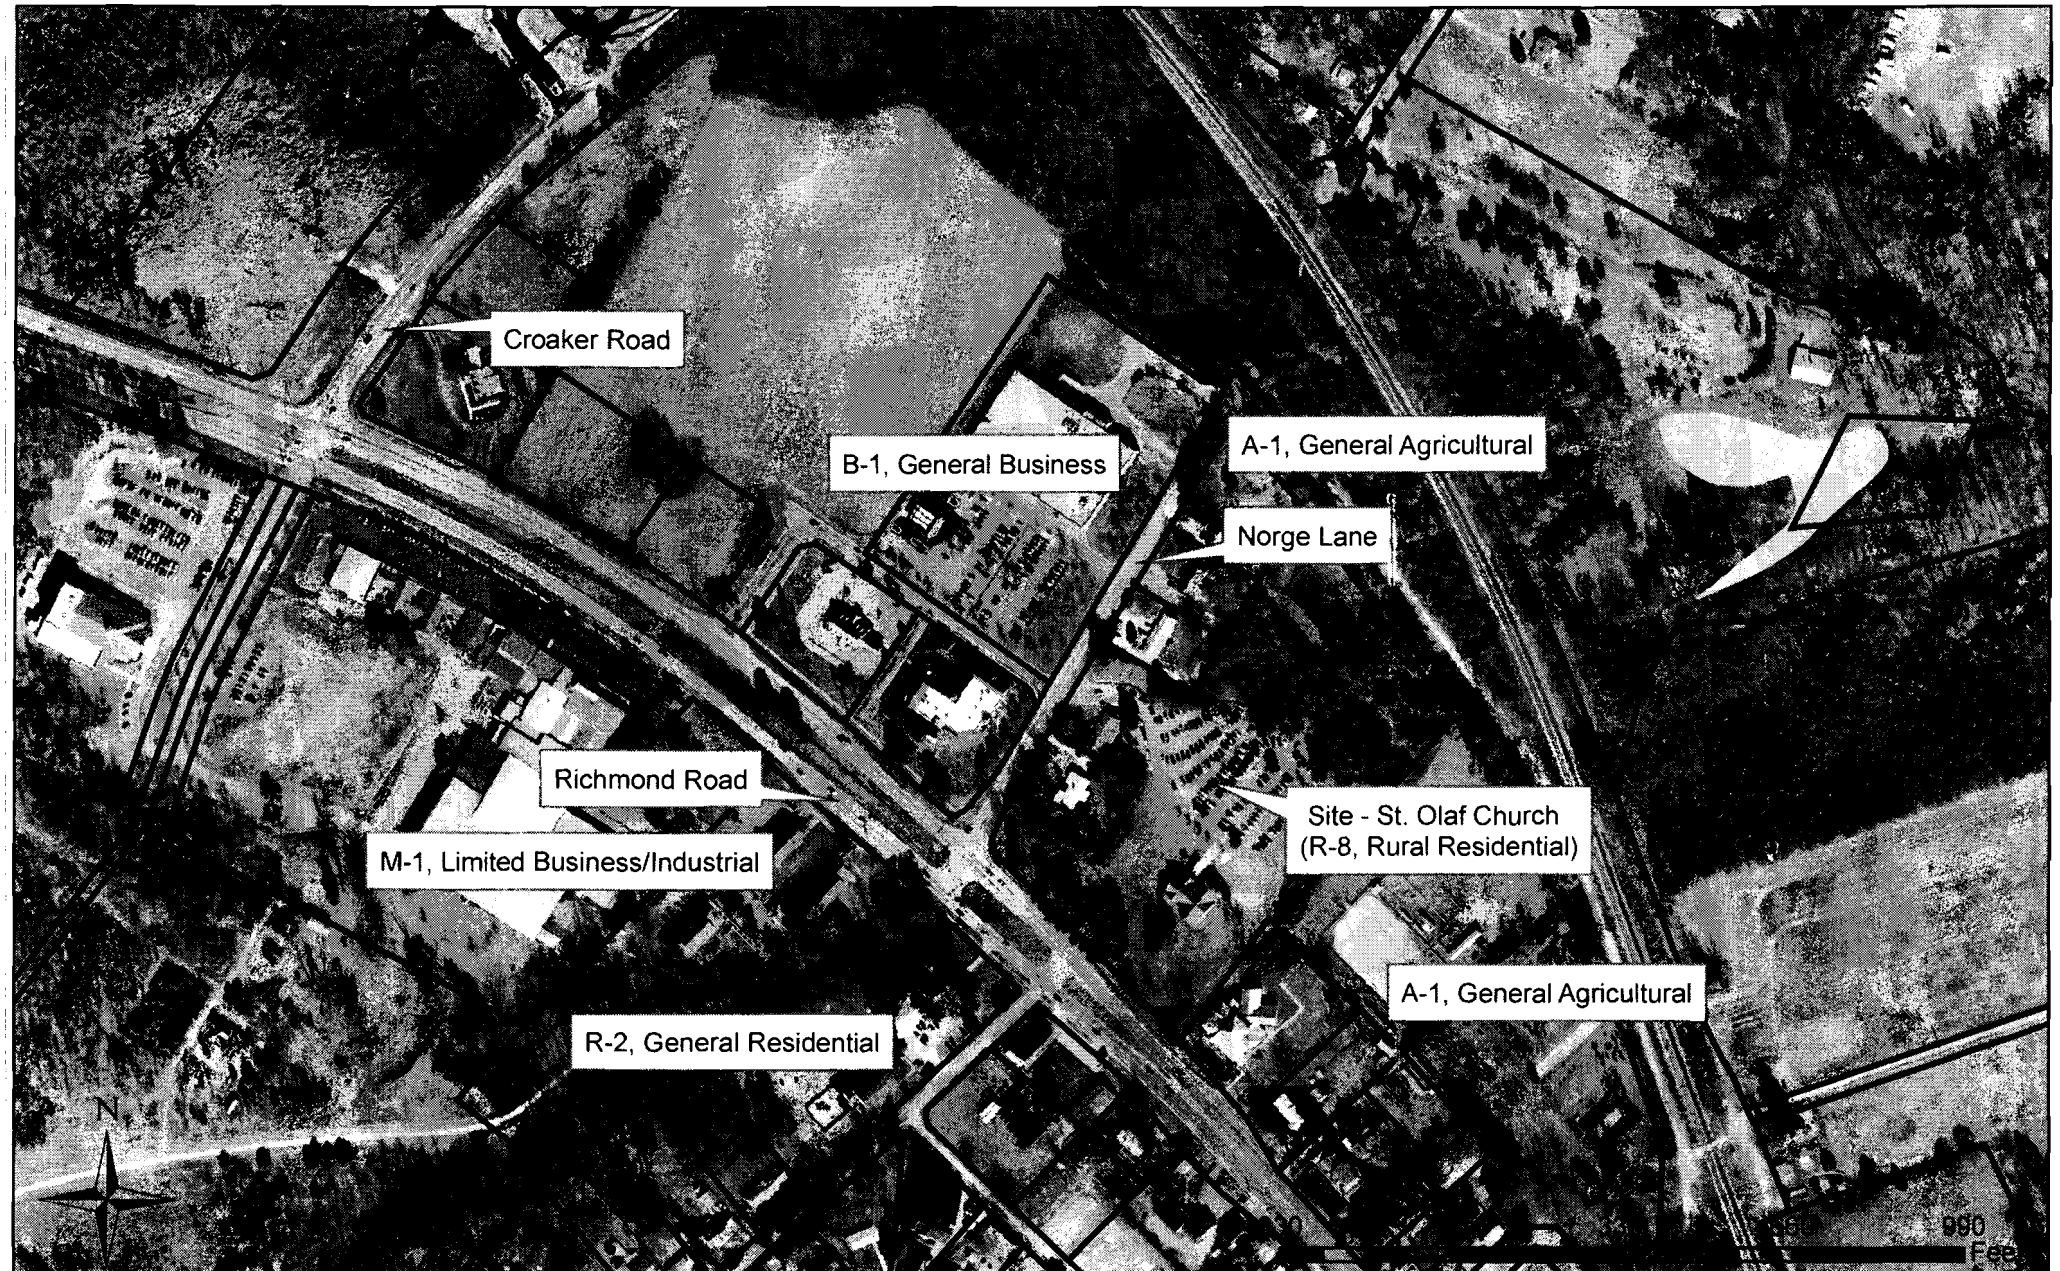 Croaker Road
B-1, General Business
A-1, General Agricultural
Norge Lane
Richmond Road
Site - St. Olaf Church
(R-8, Rural Residential)
M-1, Limited Business/Industrial
A-1, General Agricultural
R-2, General Residential
N
990